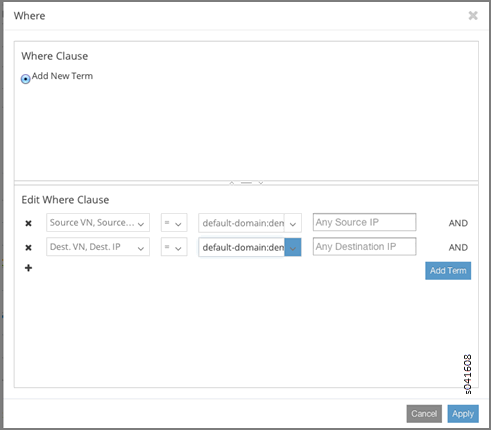 Where
Where Clause
Add New Term
Edit Where Clause
Source VN, Source... = default-domain:den Any Source IP AND
Dest. VN, Dest. IP = default-domain:den Any Destination IP AND
Add Term
s041608
Cancel Apply